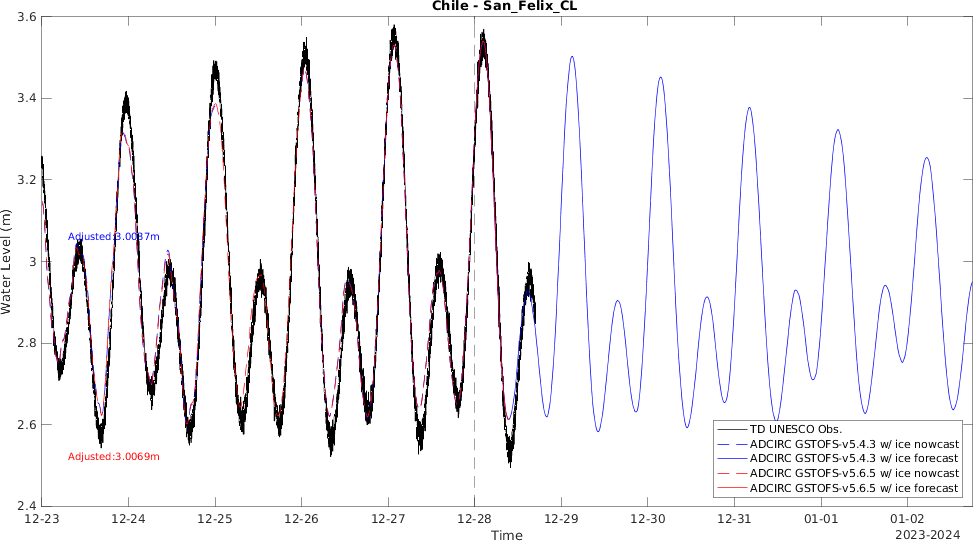 Chile - San_Felix_CL
3.6
3.4
3.2
3
2.8
2.6
2.4
Water Level (m)
Adjusted:3.0087m
Adjusted:3.0069m
TD UNESCO Obs.
ADCIRC GSTOFS-v5.4.3 w/ ice nowcast
ADCIRC GSTOFS-v5.4.3 w/ ice forecast
ADCIRC GSTOFS-v5.6.5 w/ ice nowcast
ADCIRC GSTOFS-v5.6.5 w/ ice forecast
12-23 12-24 12-25 12-26 12-27 12-28 12-29 12-30 12-31 01-01 01-02
Time
2023-2024